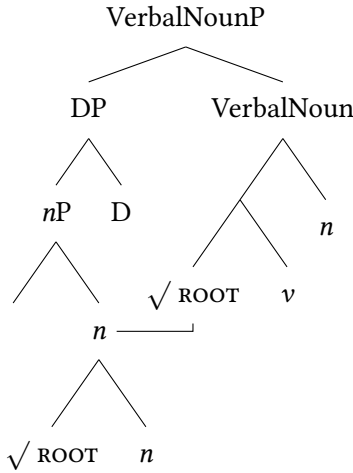 VerbalNounP
DP VerbalNoun
nP D n
√ ROOT v
n
√ ROOT n